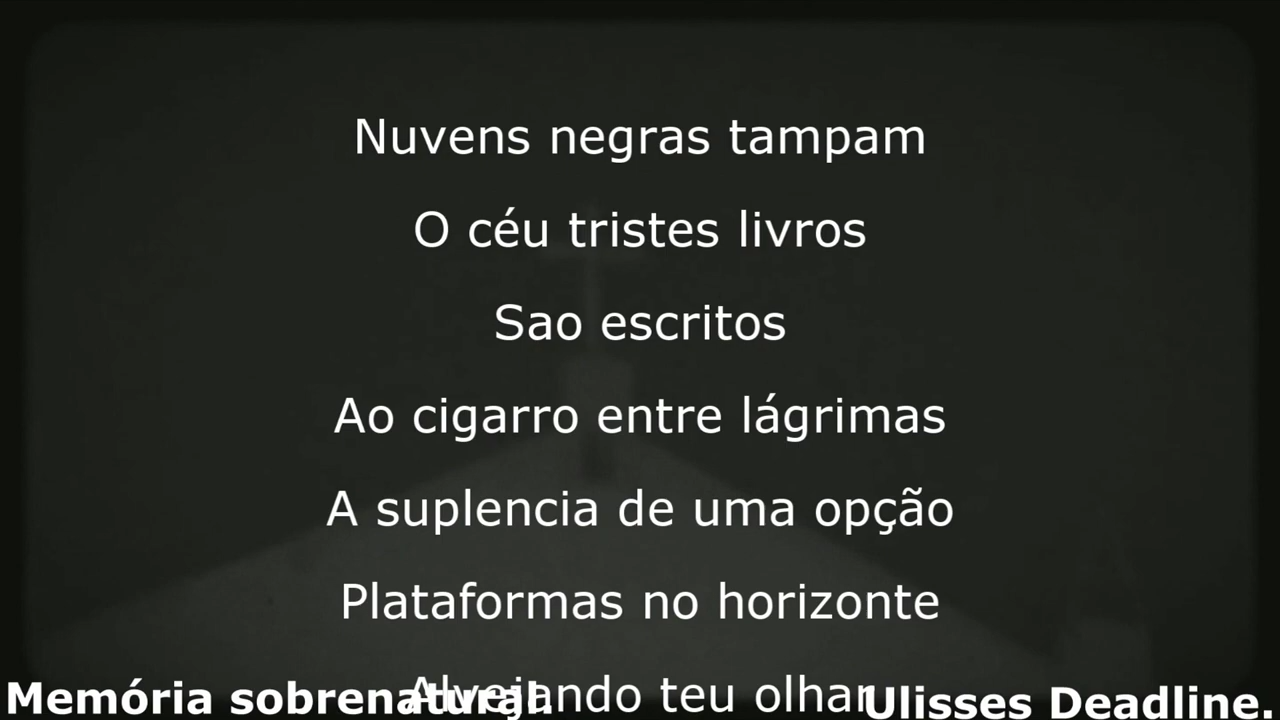 Nuvens negras tampam
O céu tristes livros
Sao escritos
Ao cigarro entre lágrimas
A suplencia de uma opção
Plataformas no horizonte
Alvejando teu olhar
Memória sobrenatural.
Ulisses Deadline.